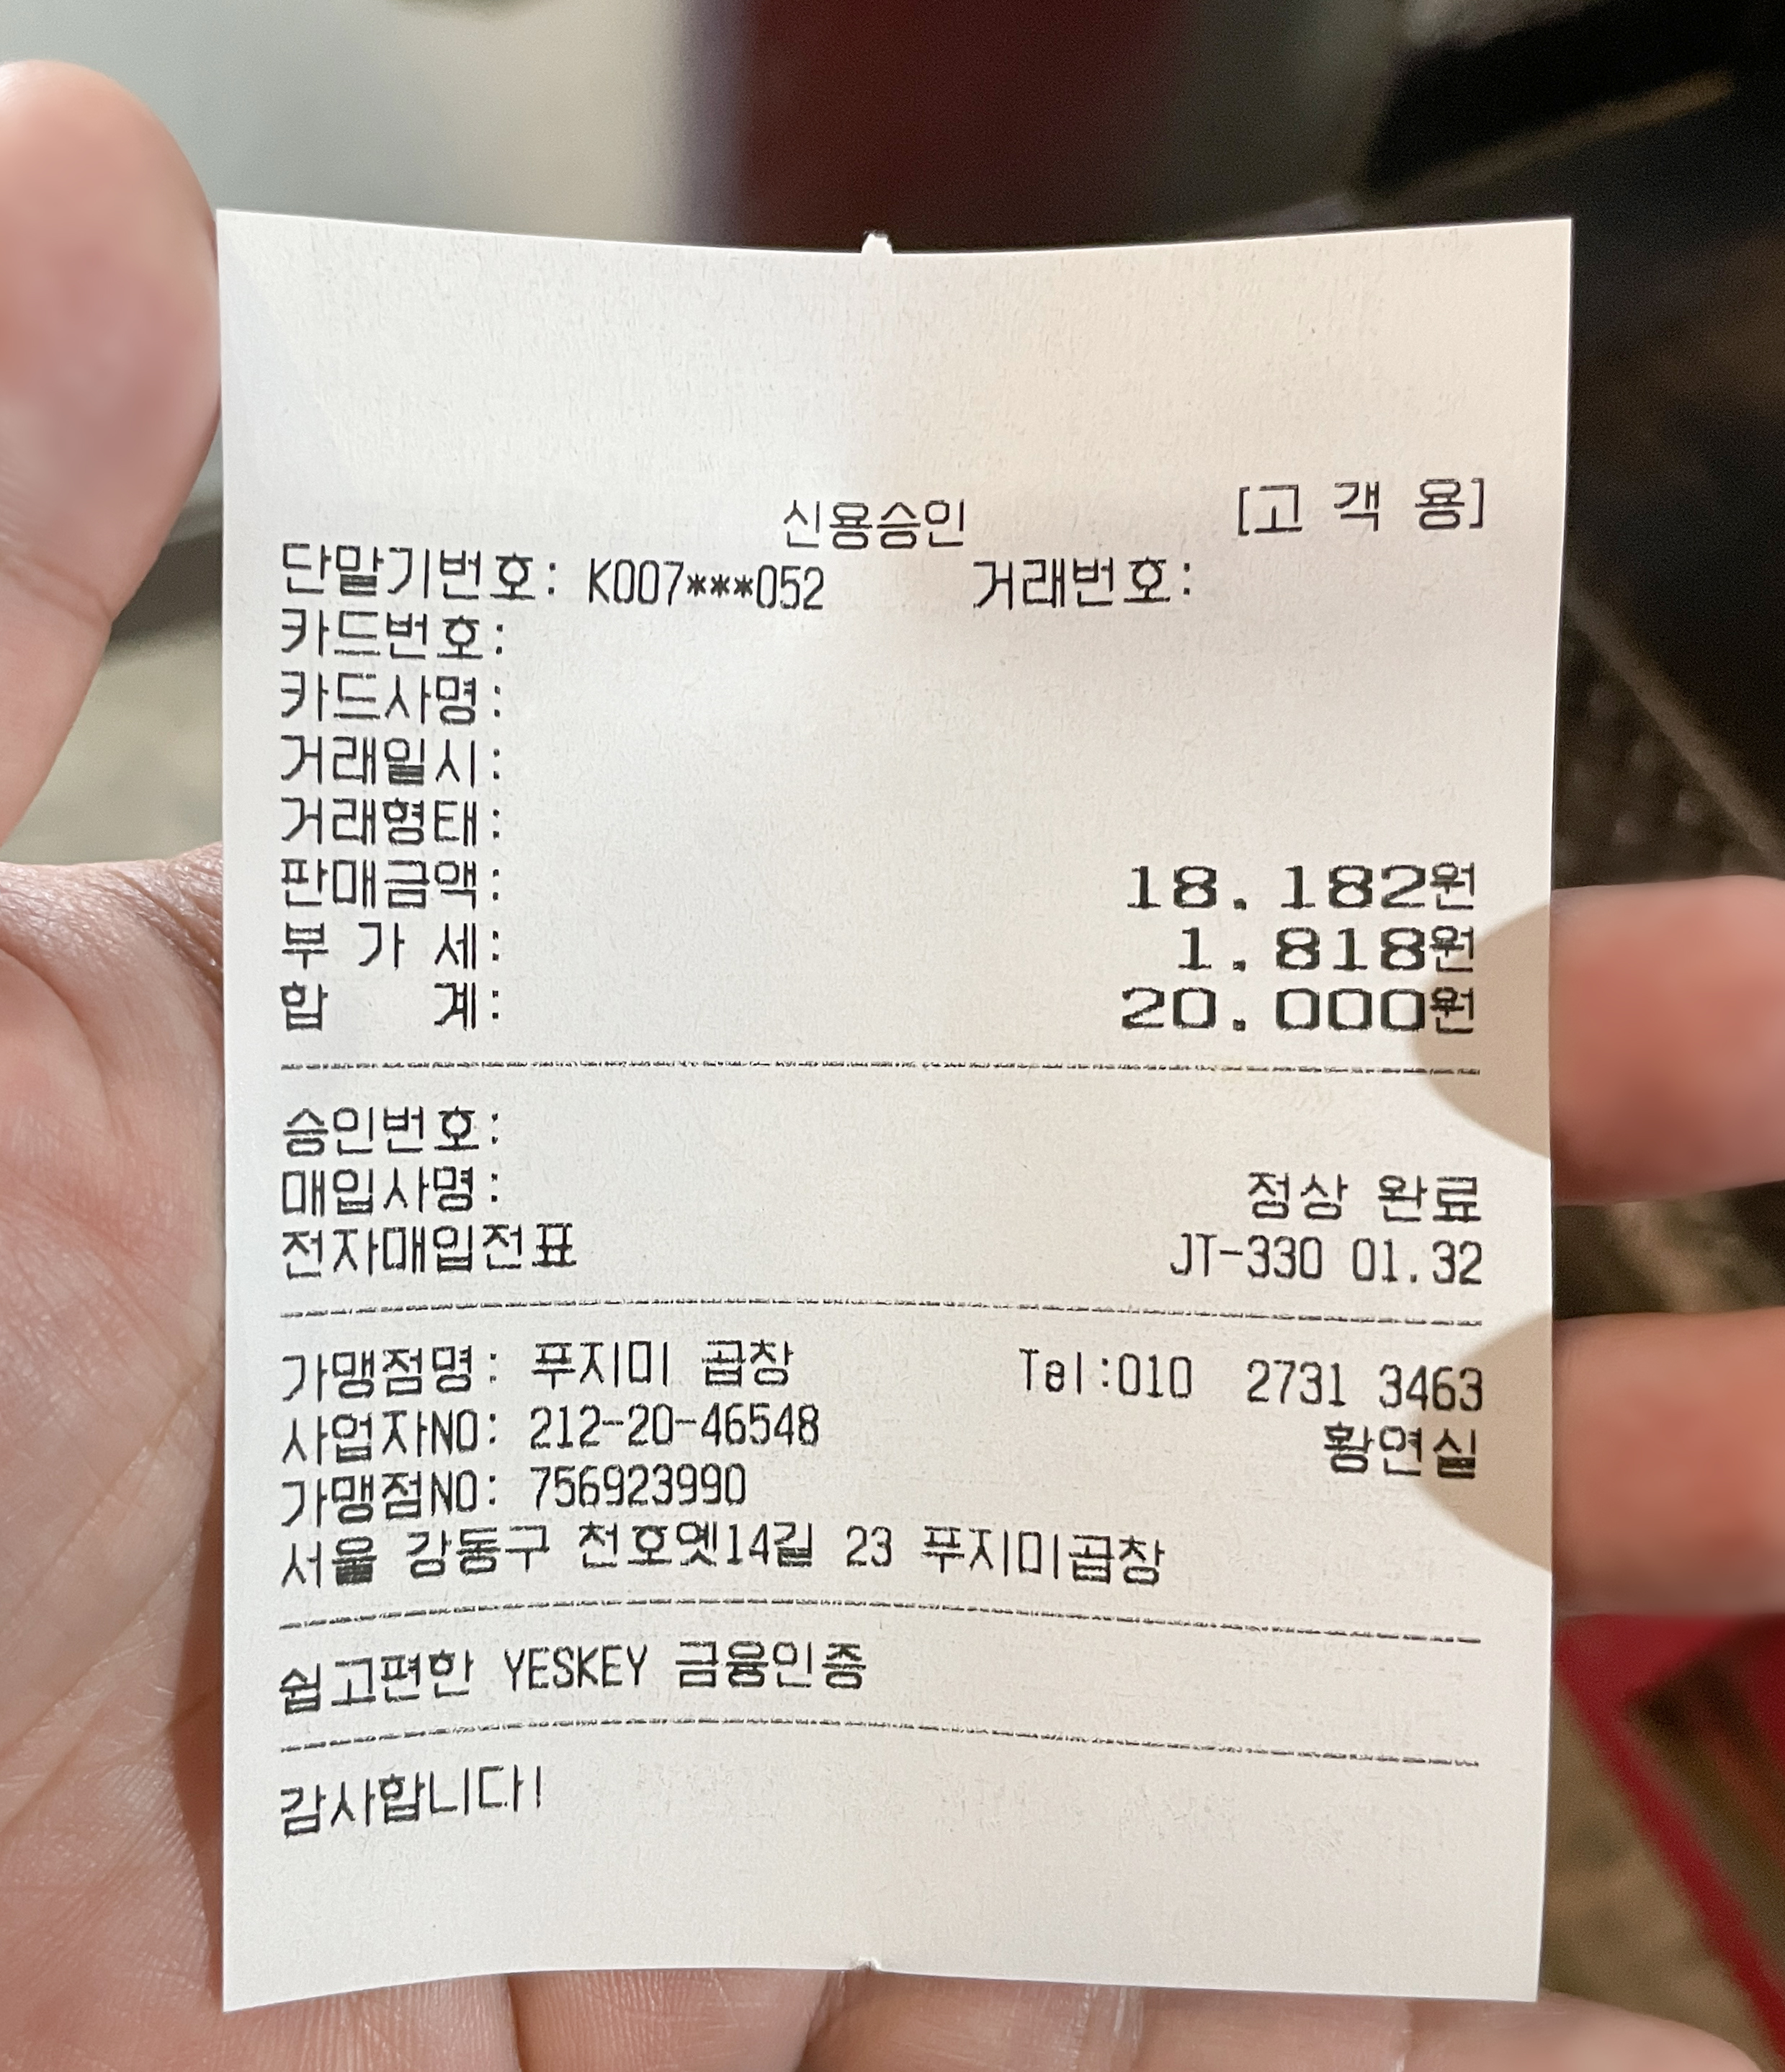 신용승인 [고 객 용]
단말기번호: K007***052 거래번호:
카드번호:
카드사명:
거래일시:
거래형태:
판매금액: 18.182원
부 가 세: 1.818원
합 계: 20.000원
승인번호:
매입사명: 정상 완료
전자매입전표 JT-330 01.32
가맹점명: 푸지미 곱창 Tel:010 2731 3463
사업자NO: 212-20-46548 황연실
가맹점NO: 756923990
서울 강동구 천호옛14길 23 푸지미곱창
쉽고편한 YESKEY 금융인증
감사합니다!